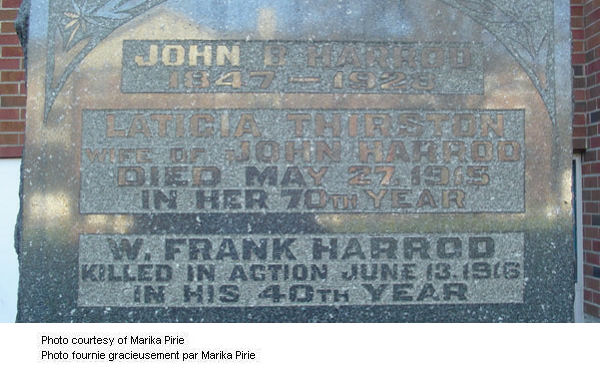 JOHN D HARROD
1847 – 1923
LATICIA THIRSTON
WIFE OF JOHN HARROD
DIED MAY 27. 1915
IN HER 70TH YEAR
W. FRANK HARROD
KILLED IN ACTION JUNE 13. 1916
IN HIS 40TH YEAR
Photo courtesy of Marika Pirie
Photo fournie gracieusement par Marika Pirie